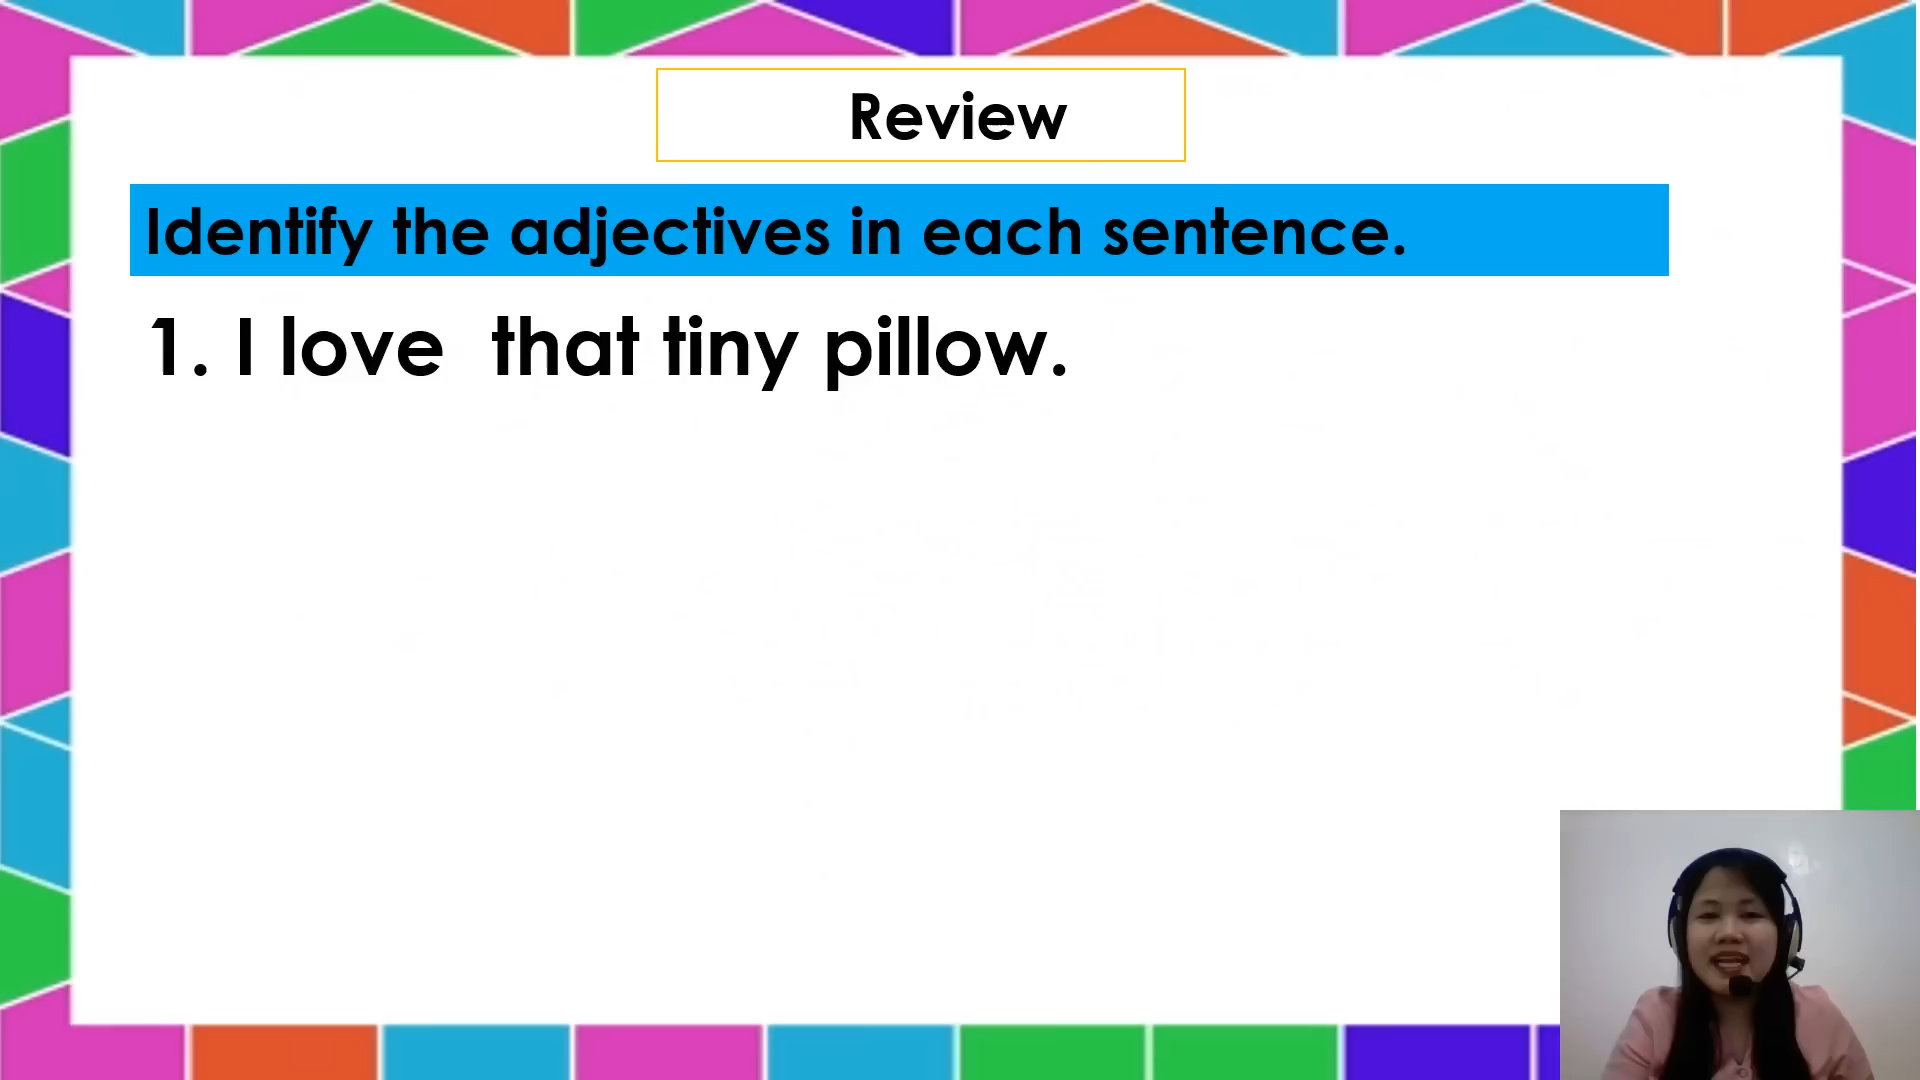 Review
Identify the adjectives in each sentence.
1. I love  that tiny pillow.